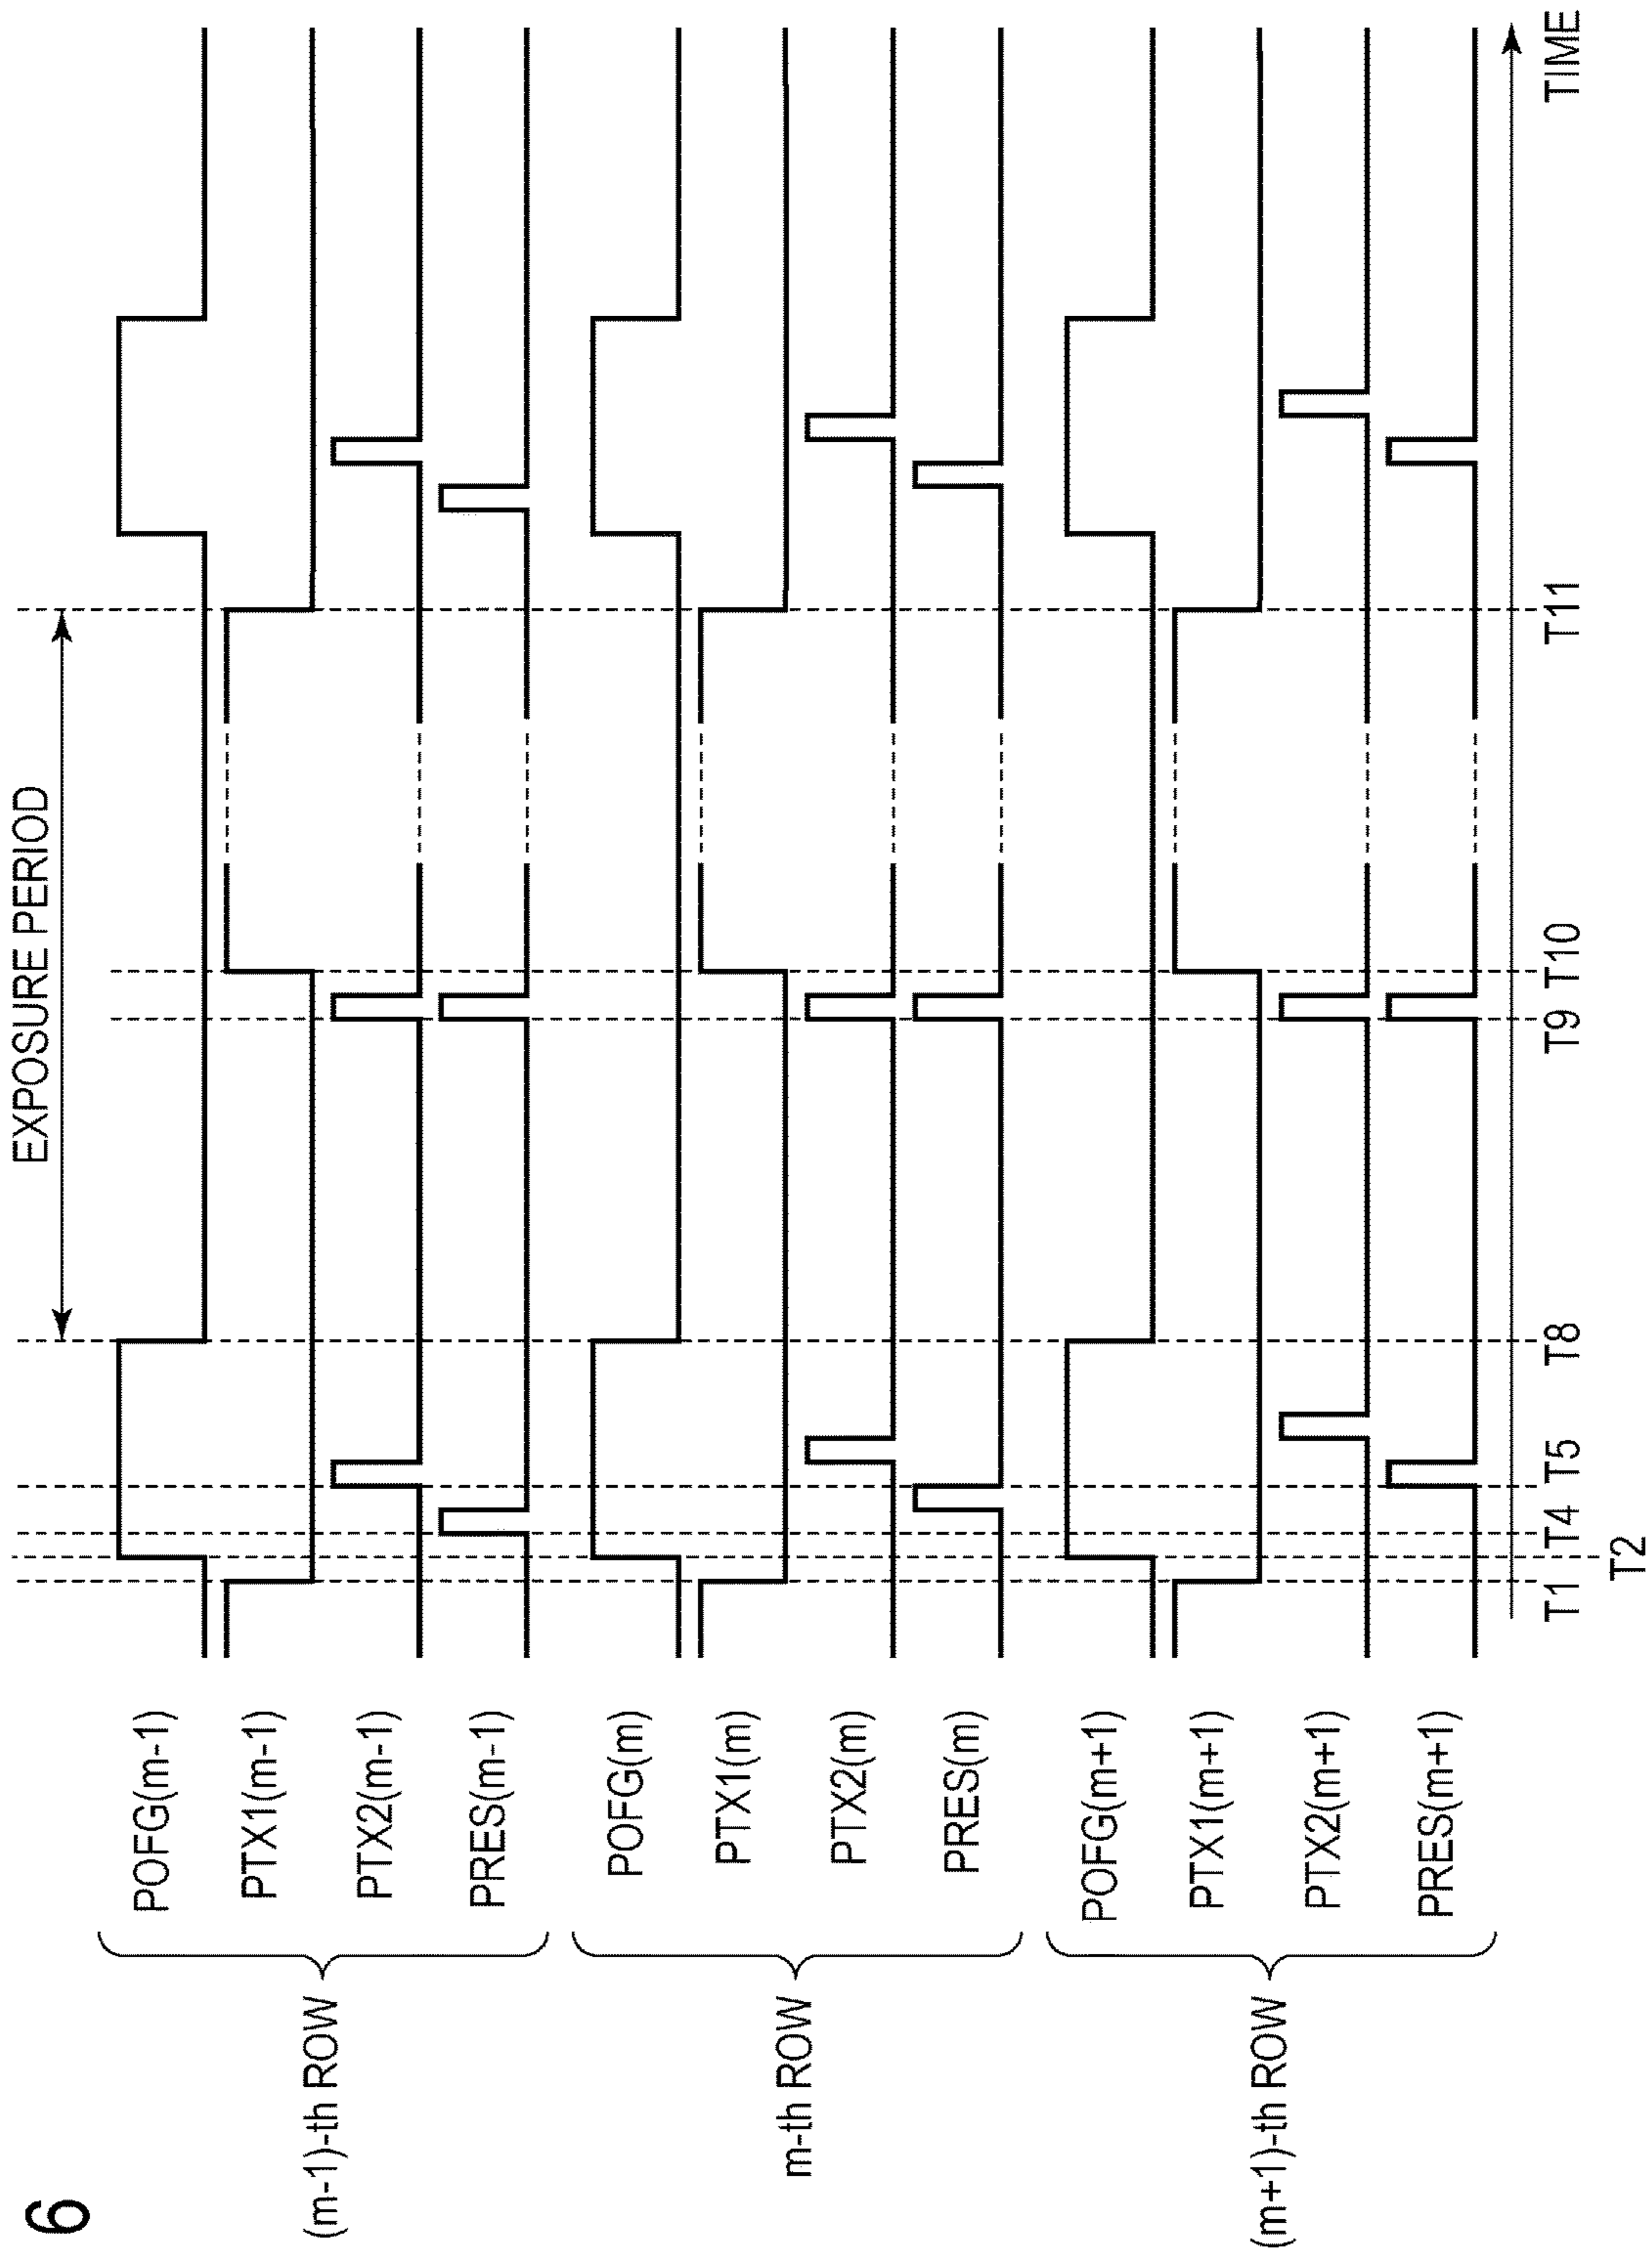 6
EXPOSURE PERIOD
(m-1)-th ROW
POFG(m-1)
PTX1(m-1)
PTX2(m-1)
PRES(m-1)
m-th ROW
POFG(m)
PTX1(m)
PTX2(m)
PRES(m)
(m+1)-th ROW
POFG(m+1)
PTX1(m+1)
PTX2(m+1)
PRES(m+1)
T1 T4 T5 T8 T9 T10 T11 TIME
T2